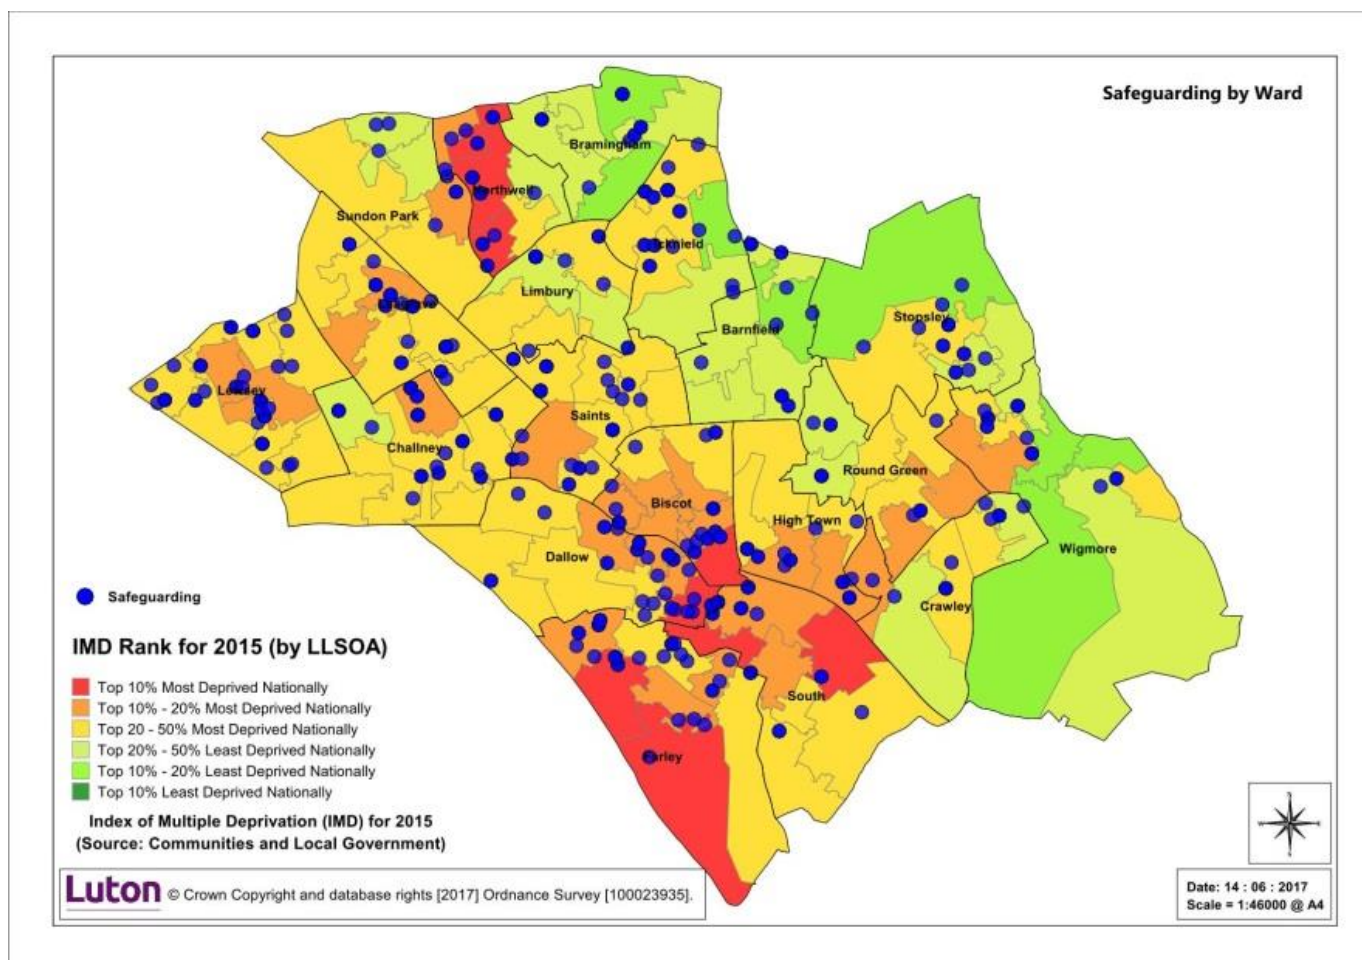 Safeguarding by Ward
Bramingham
Northwell
Sundon Park
Icknield
Limbury
Leagrave
Stopsley
Barnfield
Lewsey
Saints
Challney
Round Green
Biscot
High Town
Dallow
Wigmore
Crawley
South
Farley
Safeguarding
IMD Rank for 2015 (by LLSOA)
Top 10% Most Deprived Nationally
Top 10% - 20% Most Deprived Nationally
Top 20 - 50% Most Deprived Nationally
Top 20% - 50% Least Deprived Nationally
Top 10% - 20% Least Deprived Nationally
Top 10% Least Deprived Nationally
Index of Multiple Deprivation (IMD) for 2015
(Source: Communities and Local Government)
Luton © Crown Copyright and database rights [2017] Ordnance Survey [100023935].
N
W E
S
Date: 14 : 06 : 2017
Scale = 1:46000 @ A4